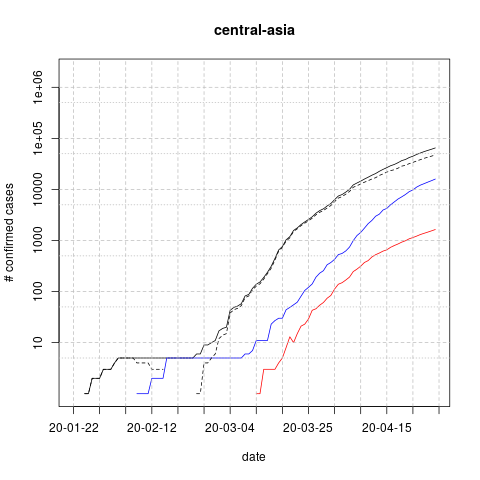 central-asia
# confirmed cases
1e+06
1e+05
10000
1000
100
10
20-01-22
20-02-12
20-03-04
20-03-25
20-04-15
date